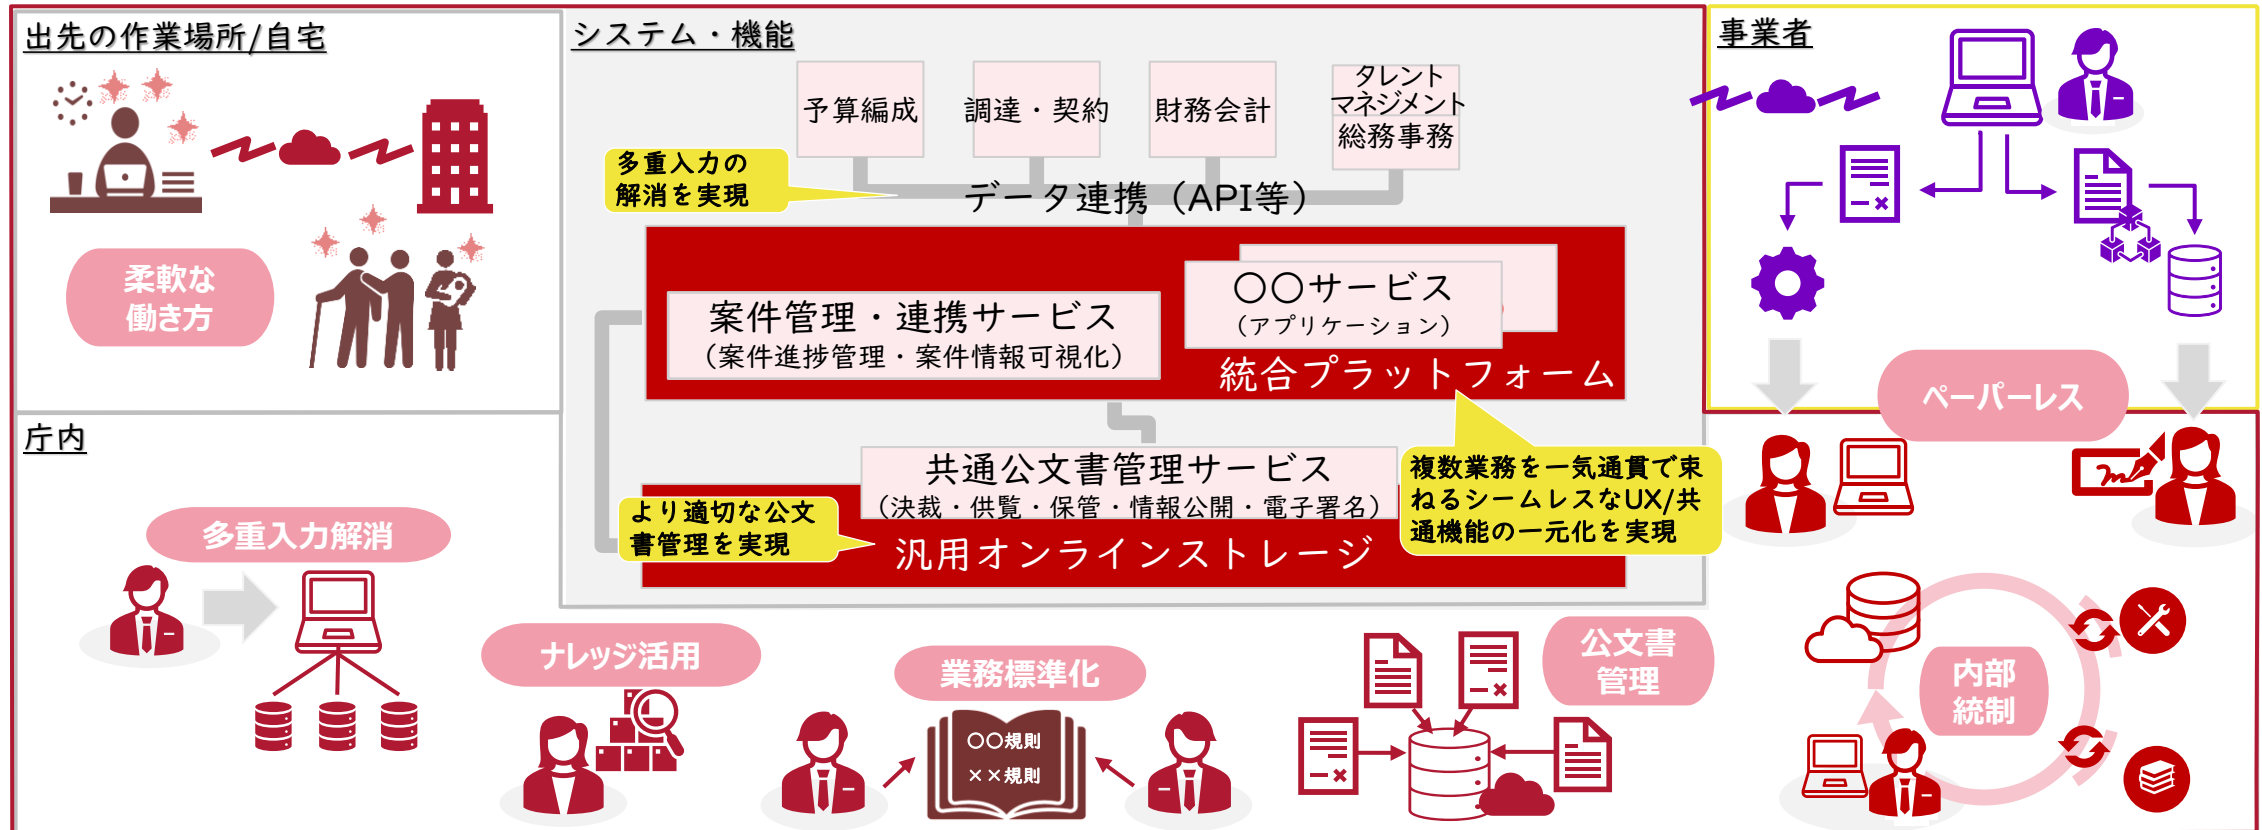 出先の作業場所/自宅
柔軟な
働き方
システム・機能
予算編成
調達・契約
財務会計
タレント
マネジメント
総務事務
多重入力の
解消を実現
データ連携（API等）
案件管理・連携サービス
（案件進捗管理・案件情報可視化）
〇〇サービス
（アプリケーション）
統合プラットフォーム
共通公文書管理サービス
（決裁・供覧・保管・情報公開・電子署名）
より適切な公文
書管理を実現
汎用オンラインストレージ
複数業務を一気通貫で束
ねるシームレスなUX/共
通機能の一元化を実現
事業者
ペーパーレス
庁内
多重入力解消
ナレッジ活用
業務標準化
〇〇規則
××規則
公文書
管理
内部
統制